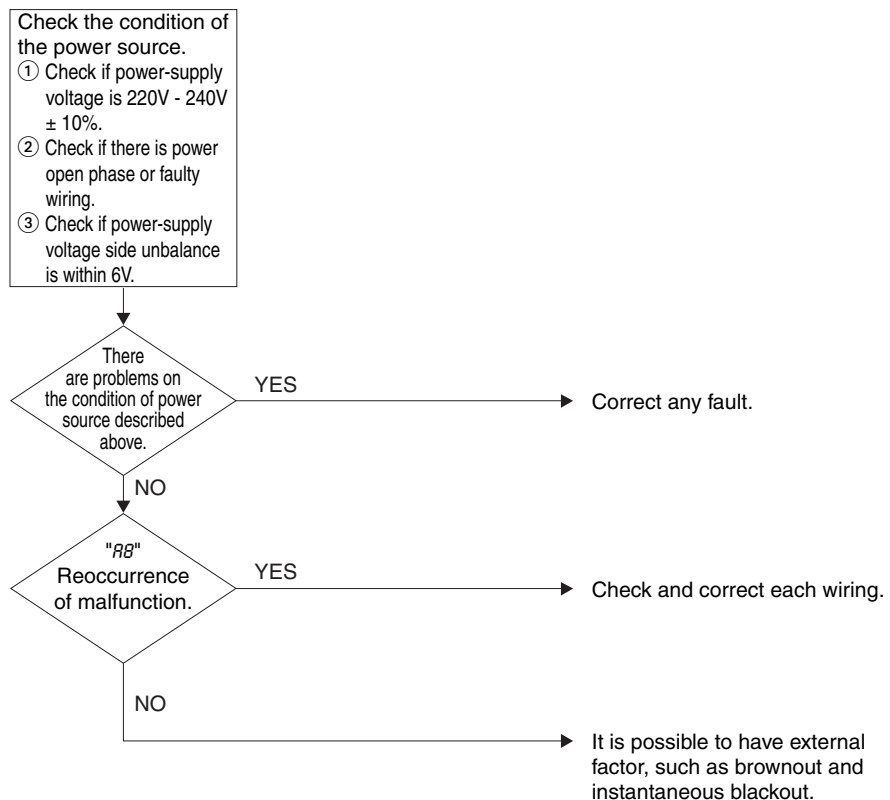 Check the condition of
the power source.
① Check if power-supply
voltage is 220V - 240V
± 10%.
② Check if there is power
open phase or faulty
wiring.
③ Check if power-supply
voltage side unbalance
is within 6V.
There
are problems on
the condition of power
source described
above.
YES
Correct any fault.
NO
"A8"
Reoccurrence
of malfunction.
YES
Check and correct each wiring.
NO
It is possible to have external
factor, such as brownout and
instantaneous blackout.